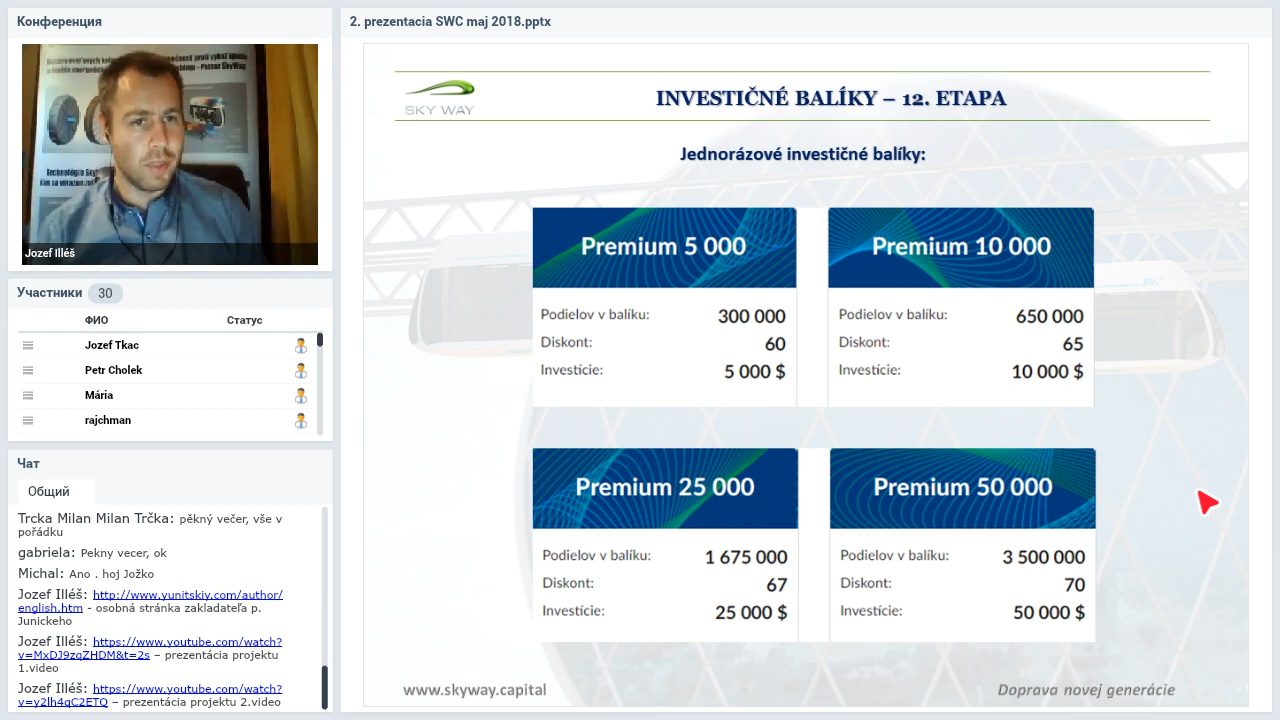 Конференция
Jozef Illéš
Участники 30
ФИО Статус
Jozef Tkac
Petr Cholek
Mária
rajchman
Чат
Общий
Trcka Milan Milan Trčka: pěkný večer, vše v
pořádku
gabriela: Pekny vecer, ok
Michal: Ano . hoj Jožko
Jozef Illéš: http://www.yunitskiy.com/author/
english.htm - osobná stránka zakladateľa p.
Junickeho
Jozef Illéš: https://www.youtube.com/watch?
v=MxDJ9zqZHDM&t=2s – prezentácia projektu
1.video
Jozef Illéš: https://www.youtube.com/watch?
v=y2lh4qC2ETQ – prezentácia projektu 2.video
2. prezentacia SWC maj 2018.pptx
SKY WAY
INVESTIČNÉ BALÍKY – 12. ETAPA
Jednorázové investičné balíky:
Premium 5 000
Podielov v balíku: 300 000
Diskont: 60
Investície: 5 000 $
Premium 10 000
Podielov v balíku: 650 000
Diskont: 65
Investície: 10 000 $
Premium 25 000
Podielov v balíku: 1 675 000
Diskont: 67
Investície: 25 000 $
Premium 50 000
Podielov v balíku: 3 500 000
Diskont: 70
Investície: 50 000 $
www.skyway.capital
Doprava novej generácie